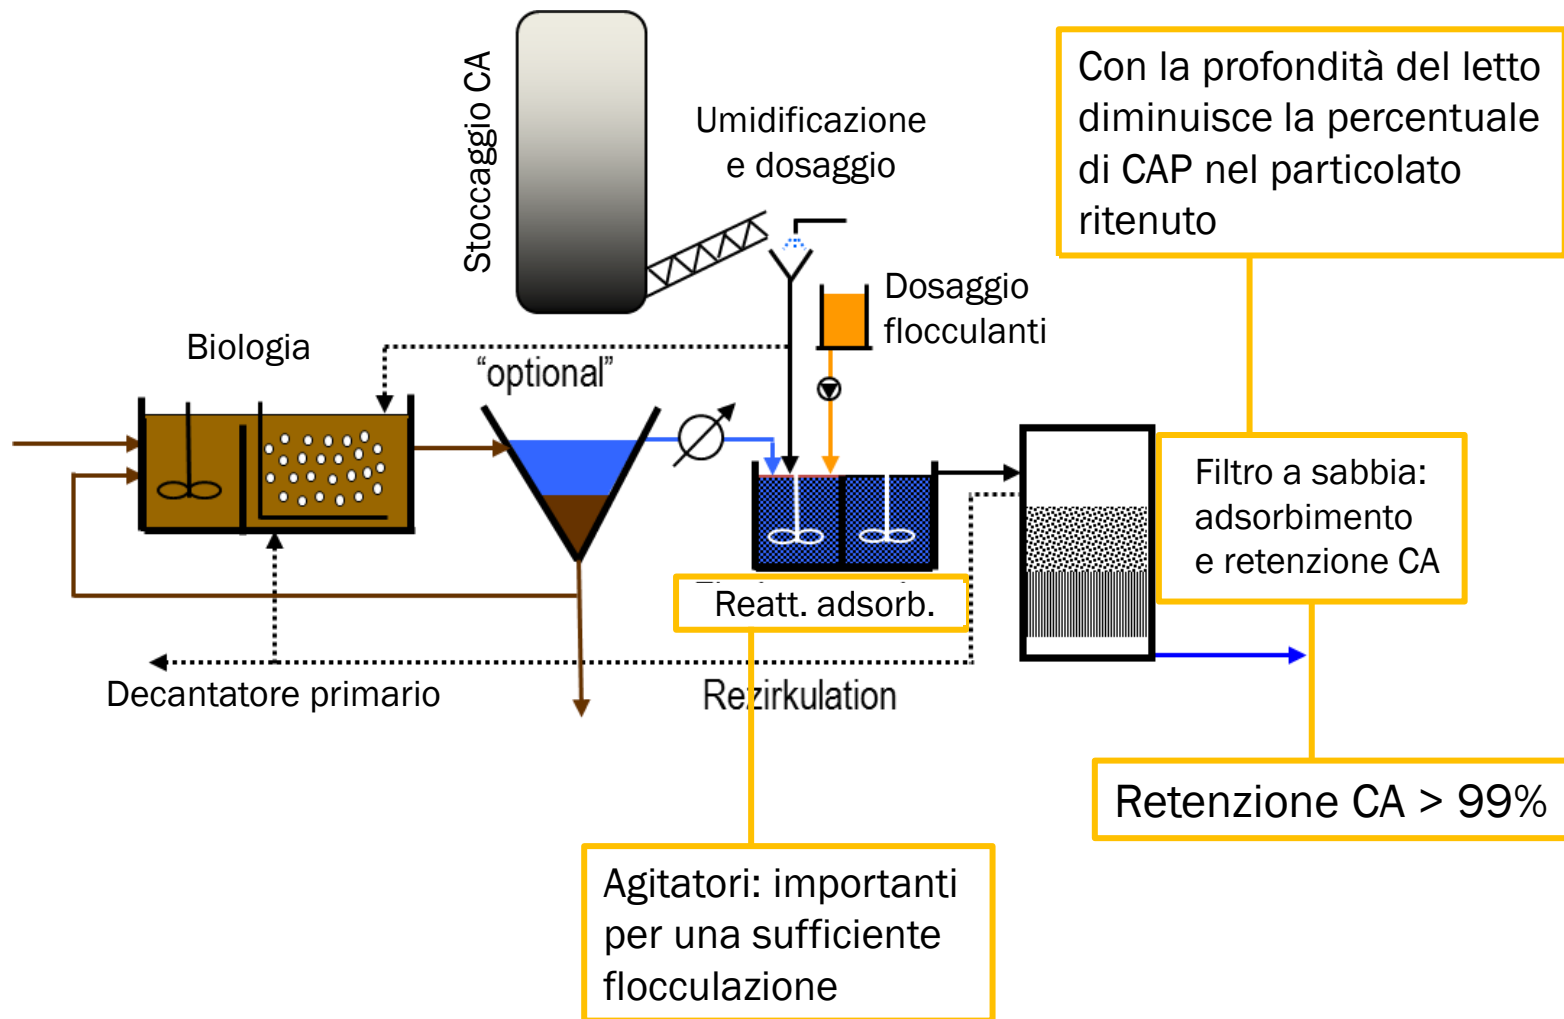 Stoccaggio CA
Umidificazione
e dosaggio
Con la profondità del letto
diminuisce la percentuale
di CAP nel particolato
ritenuto
Dosaggio
flocculanti
Biologia
“optional”
Filtro a sabbia:
adsorbimento
e retenzione CA
Reatt. adsorb.
Decantatore primario
Rezirkulation
Retenzione CA > 99%
Agitatori: importanti
per una sufficiente
flocculazione